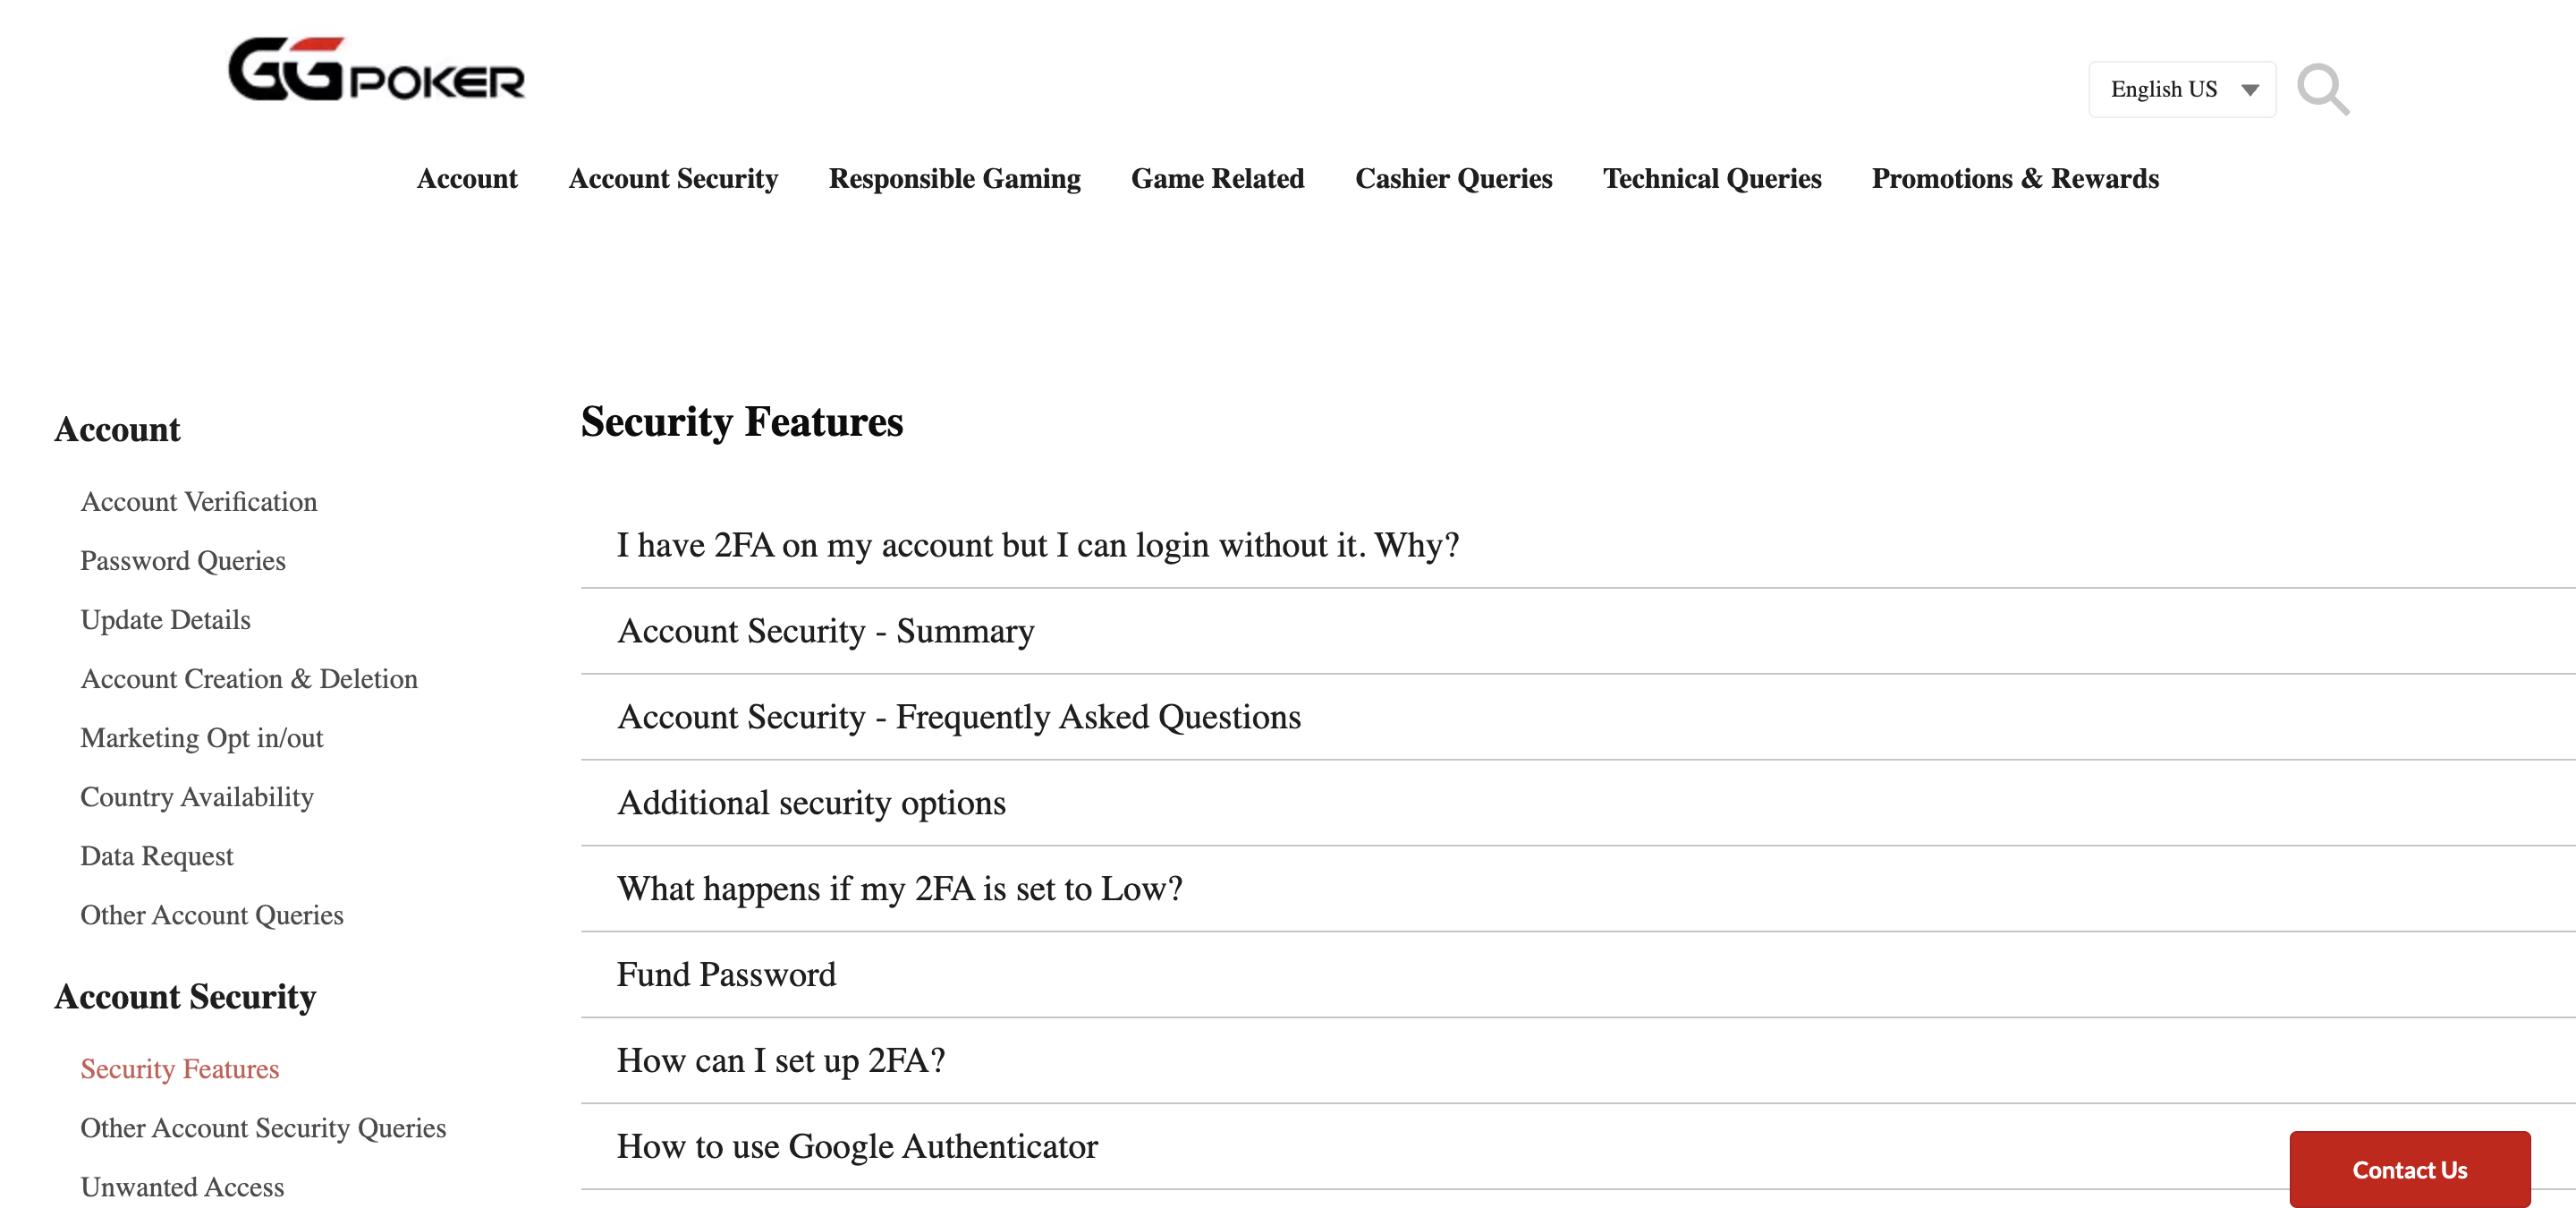 GGPOKER
English US
Account Account Security Responsible Gaming Game Related Cashier Queries Technical Queries Promotions & Rewards
Account
Account Verification
Password Queries
Update Details
Account Creation & Deletion
Marketing Opt in/out
Country Availability
Data Request
Other Account Queries
Account Security
Security Features
Other Account Security Queries
Unwanted Access
Security Features
I have 2FA on my account but I can login without it. Why?
Account Security - Summary
Account Security - Frequently Asked Questions
Additional security options
What happens if my 2FA is set to Low?
Fund Password
How can I set up 2FA?
How to use Google Authenticator
Contact Us